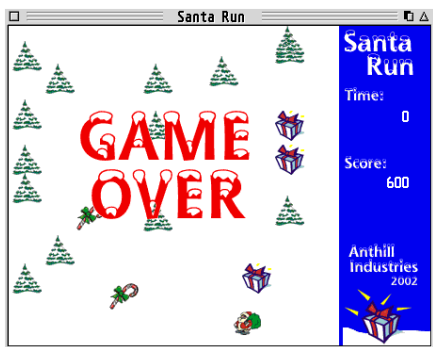 Santa Run
GAME
OVER
Santa
Run
Time:
0
Score:
600
Anthill
Industries
2002